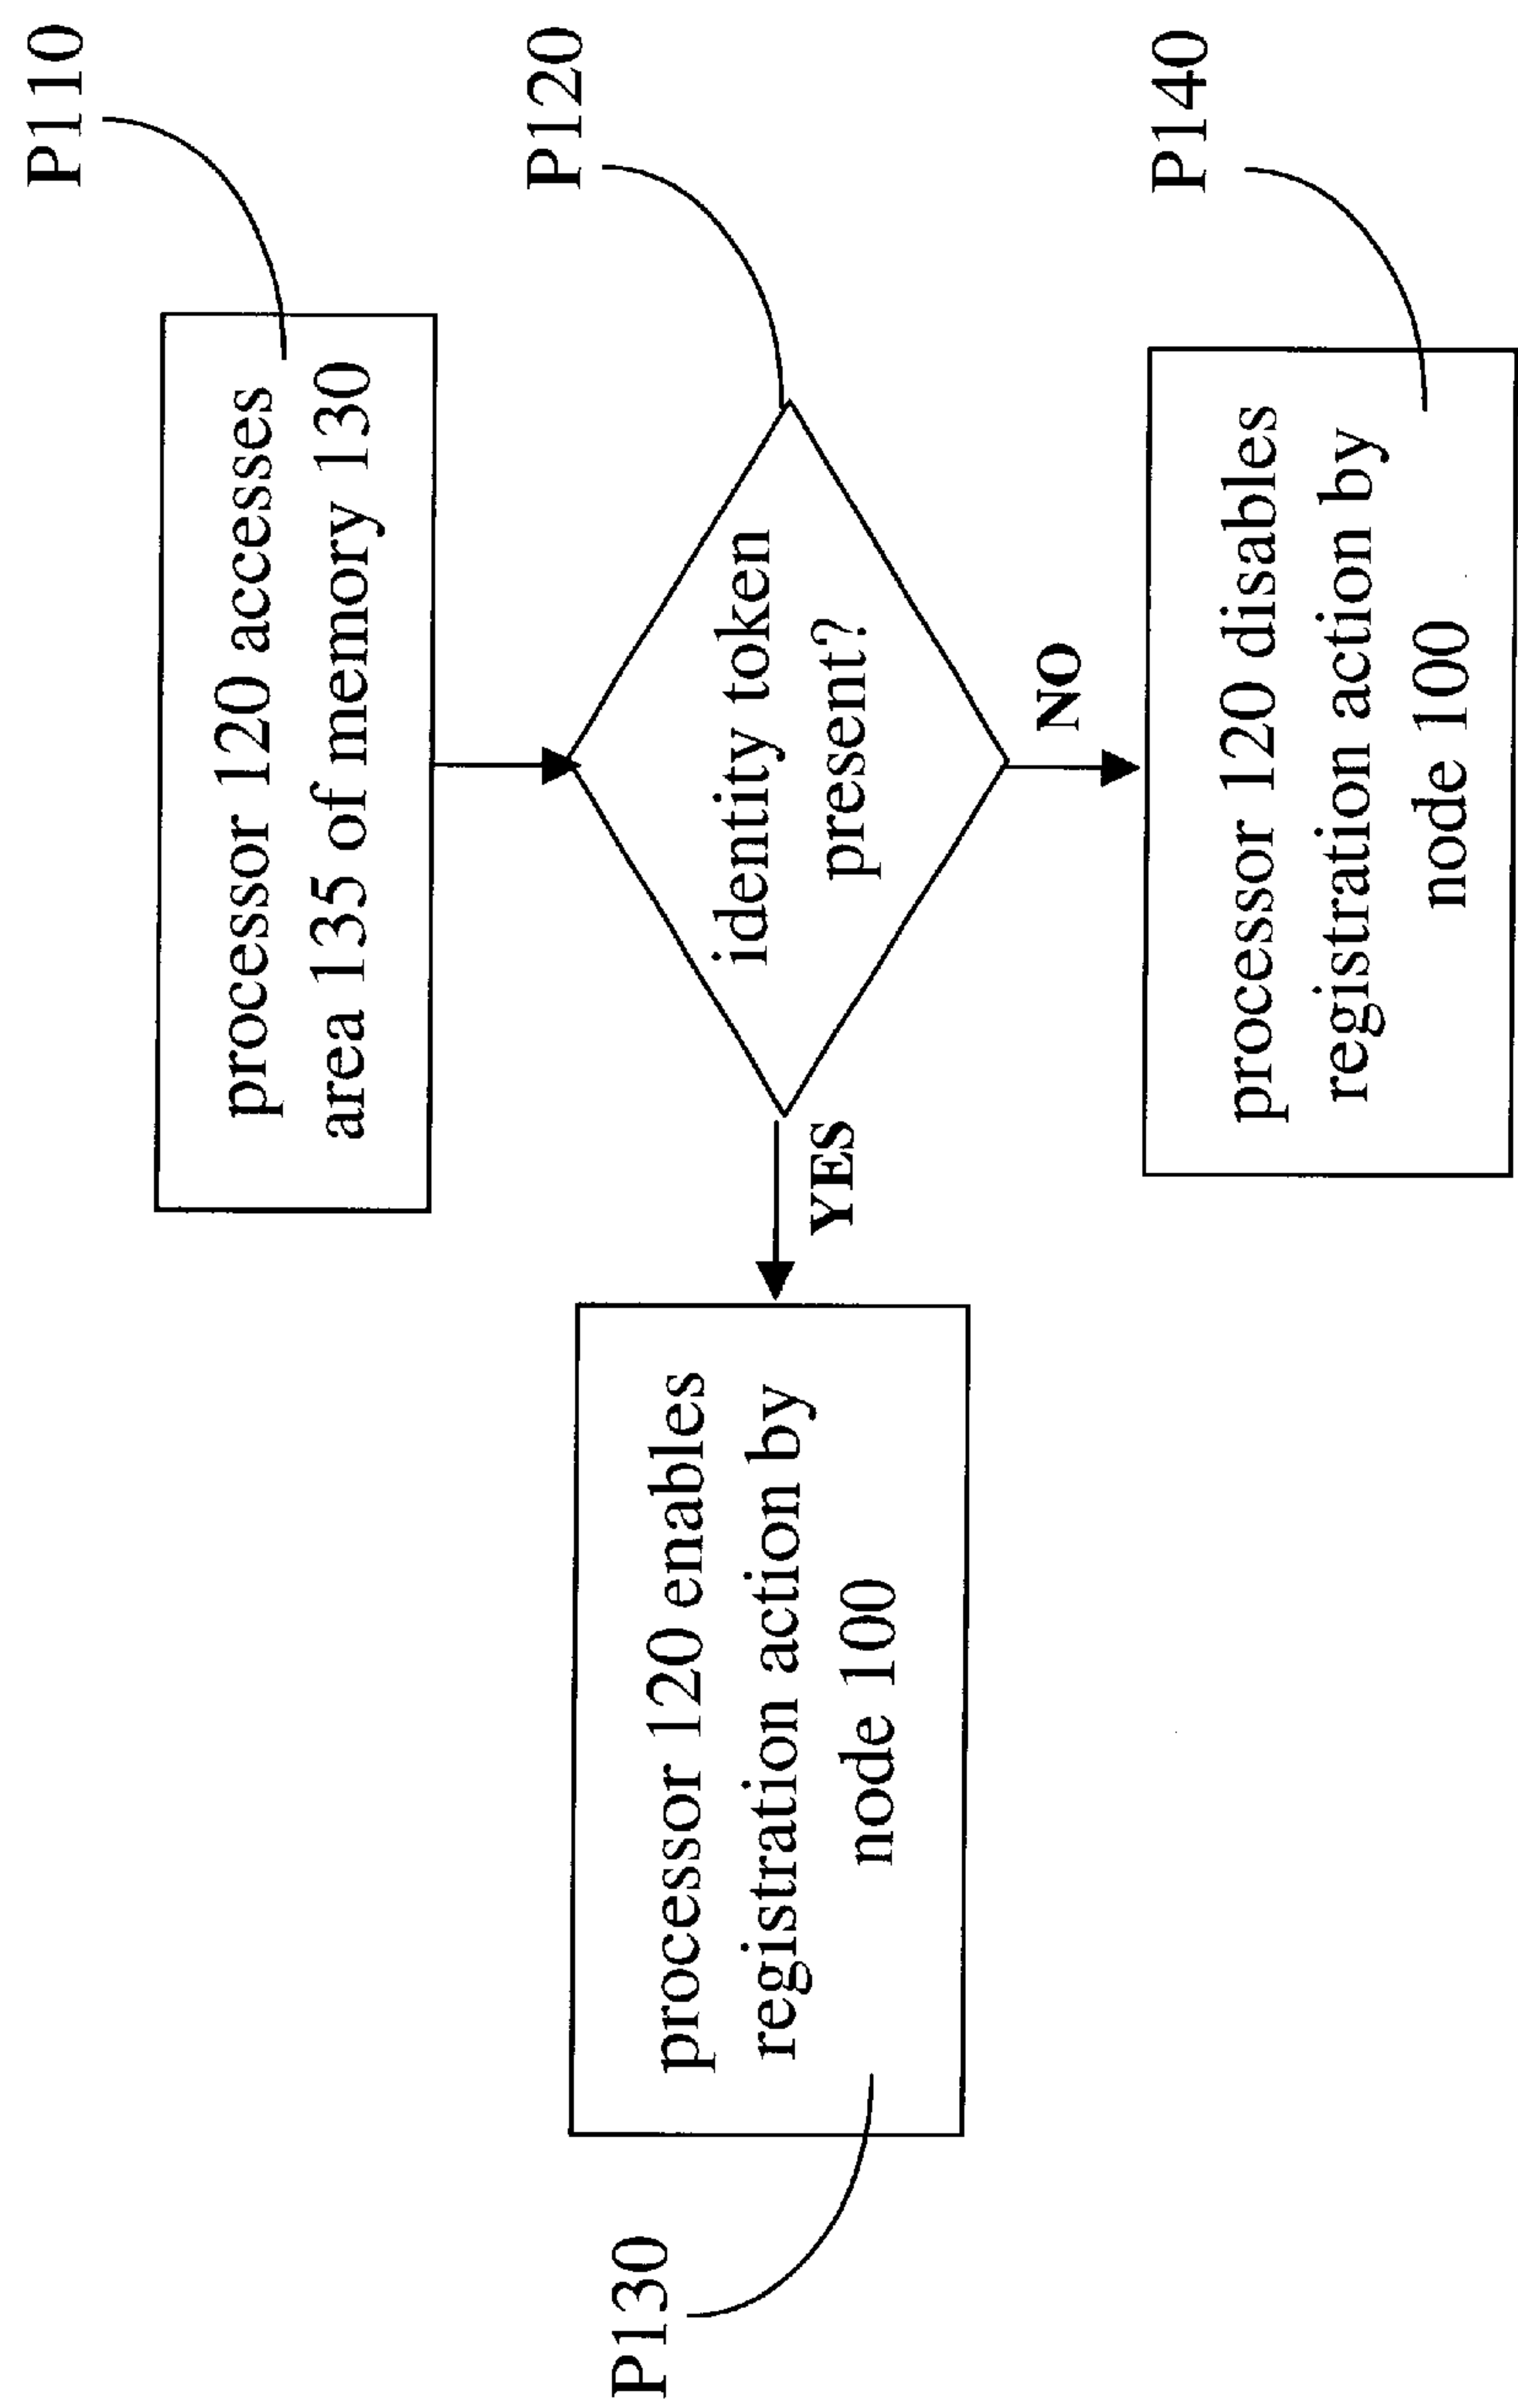 P110
processor 120 accesses
area 135 of memory 130
P120
identity token
present?
YES
NO
P130
processor 120 enables
registration action by
node 100
P140
processor 120 disables
registration action by
node 100